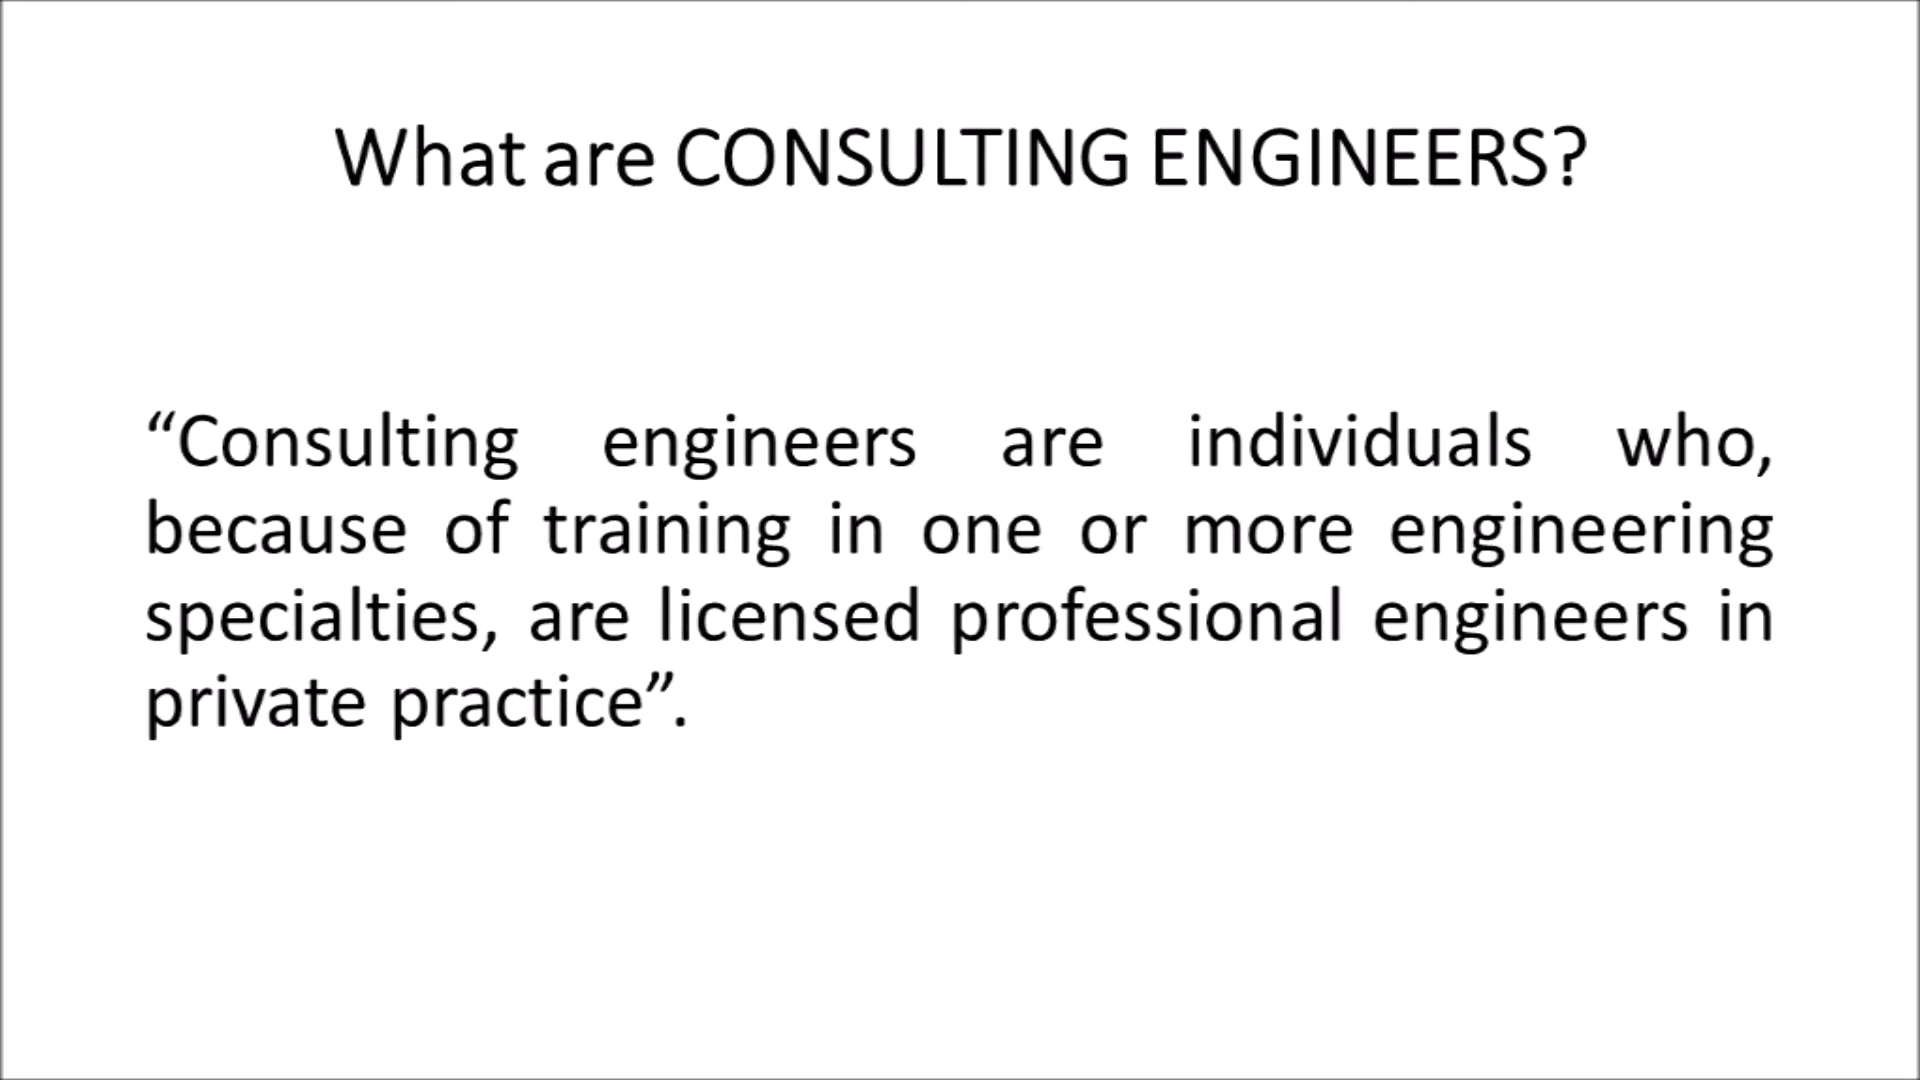 What are CONSULTING ENGINEERS?
“Consulting engineers are individuals who,
because of training in one or more engineering
specialties, are licensed professional engineers in
private practice”.